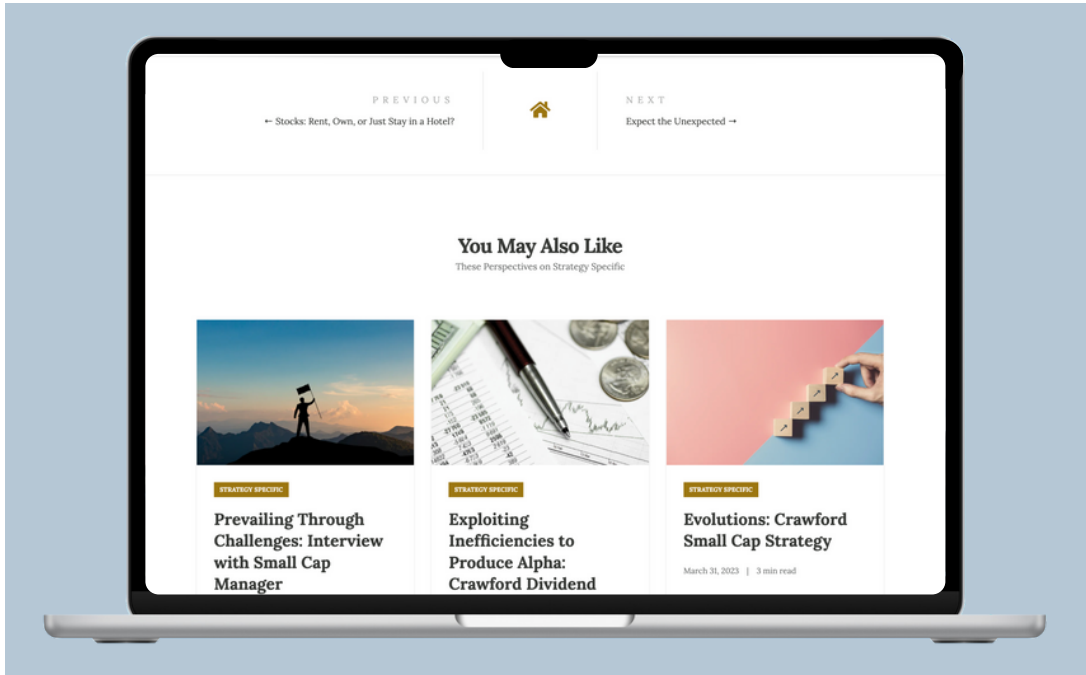 PREVIOUS
← Stocks: Rent, Own, or Just Stay in a Hotel?
NEXT
Expect the Unexpected →
You May Also Like
These Perspectives on Strategy Specific
STRATEGY SPECIFIC
Prevailing Through
Challenges: Interview
with Small Cap
Manager
STRATEGY SPECIFIC
Exploiting
Inefficiencies to
Produce Alpha:
Crawford Dividend
STRATEGY SPECIFIC
Evolutions: Crawford
Small Cap Strategy
March 31, 2023 | 3 min read